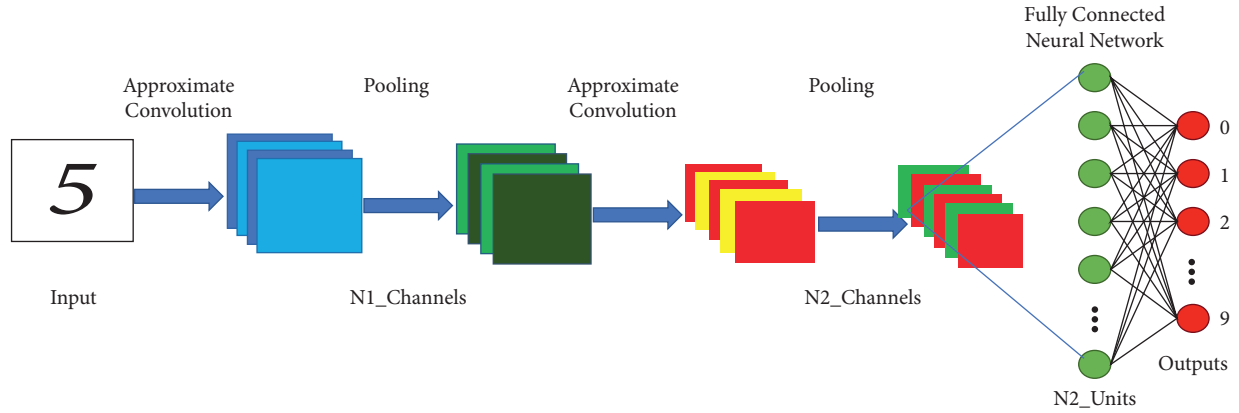 Fully Connected
Neural Network
Approximate
Convolution
Pooling
Approximate
Convolution
Pooling
5
0
1
2
9
Input
N1_Channels
N2_Channels
Outputs
N2_Units